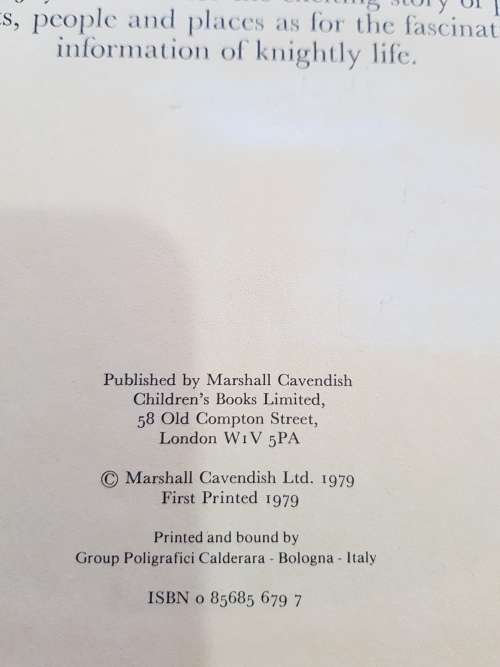 people and places as for the
information of knightly life.
Published by Marshall Cavendish
Children's Books Limited,
58 Old Compton Street,
London W1V 5PA
© Marshall Cavendish Ltd. 1979
First Printed 1979
Printed and bound by
Group Poligrafici Calderara - Bologna - Italy
ISBN 0 85685 679 7